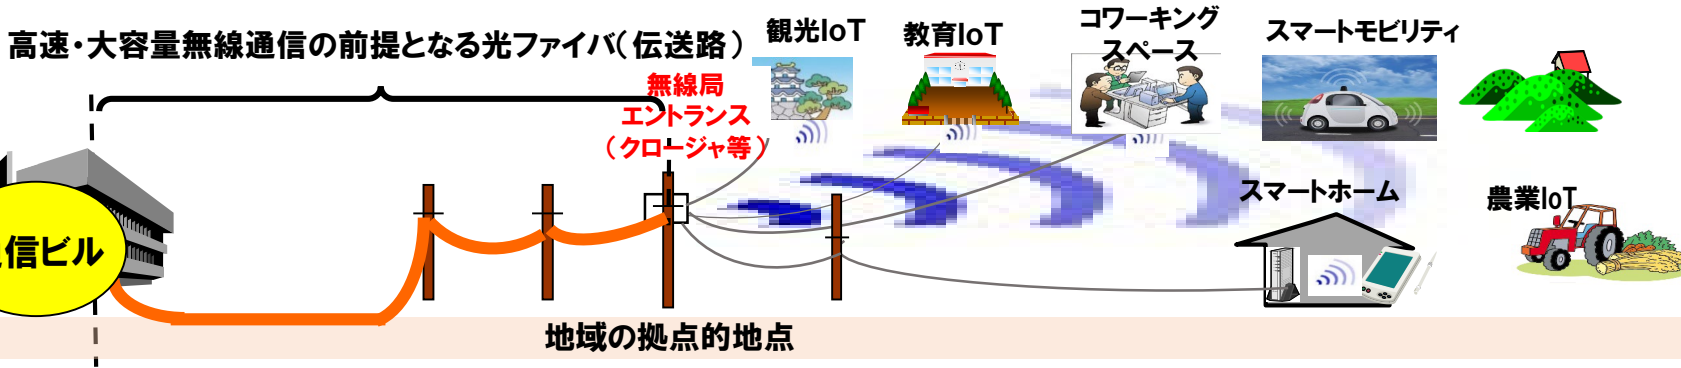 高速・大容量無線通信の前提となる光ファイバ（伝送路）
無線局
エントランス
（クロージャ等）
観光IoT
教育IoT
コワーキング
スペース
スマートモビリティ
スマートホーム
農業IoT
信ビル
地域の拠点的地点